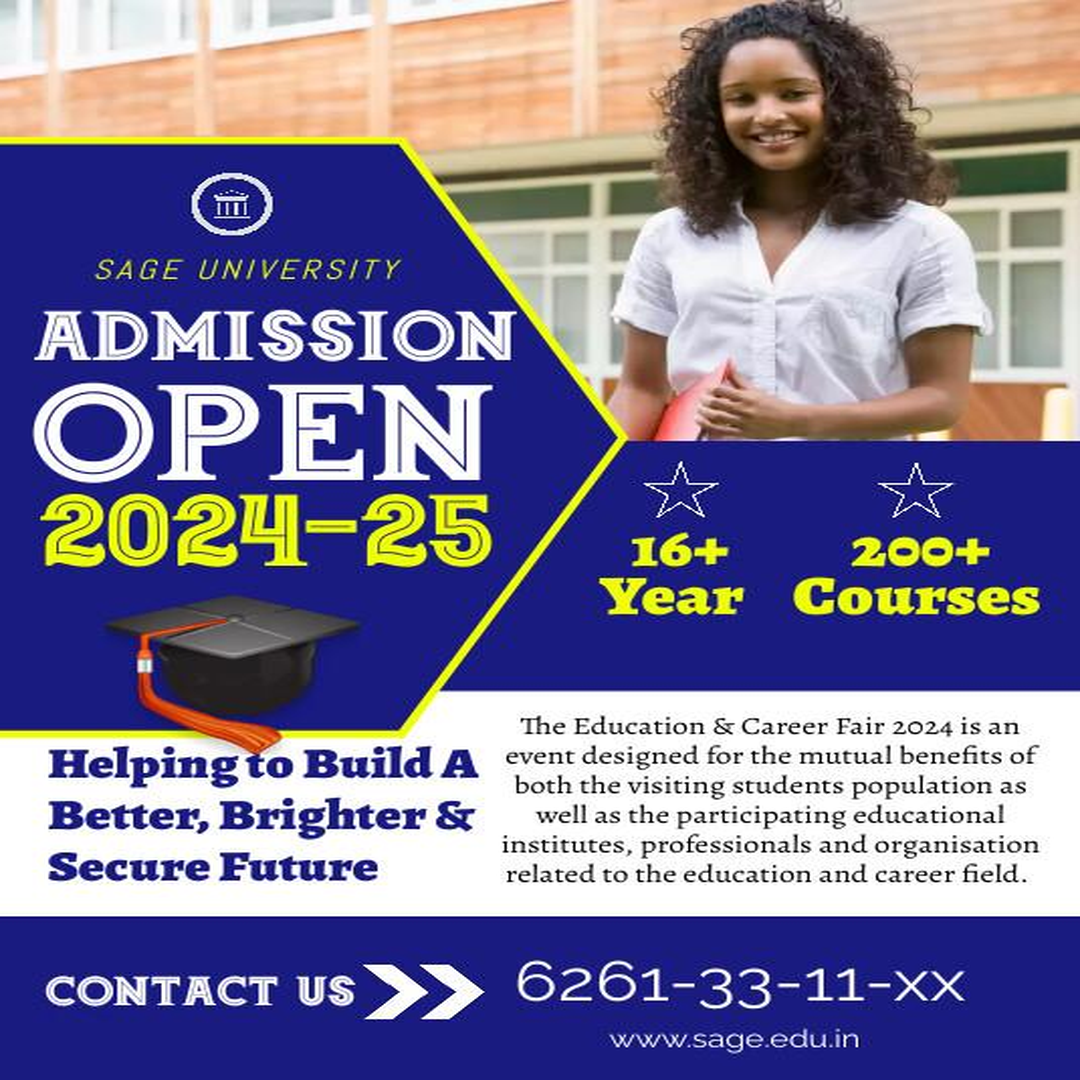 SAGE UNIVERSITY
ADMISSION
OPEN
2024-25
16+
Year
200+
Courses
Helping to Build A
Better, Brighter &
Secure Future
The Education & Career Fair 2024 is an
event designed for the mutual benefits of
both the visiting students population as
well as the participating educational
institutes, professionals and organisation
related to the education and career field.
CONTACT US
6261-33-11-xx
www.sage.edu.in